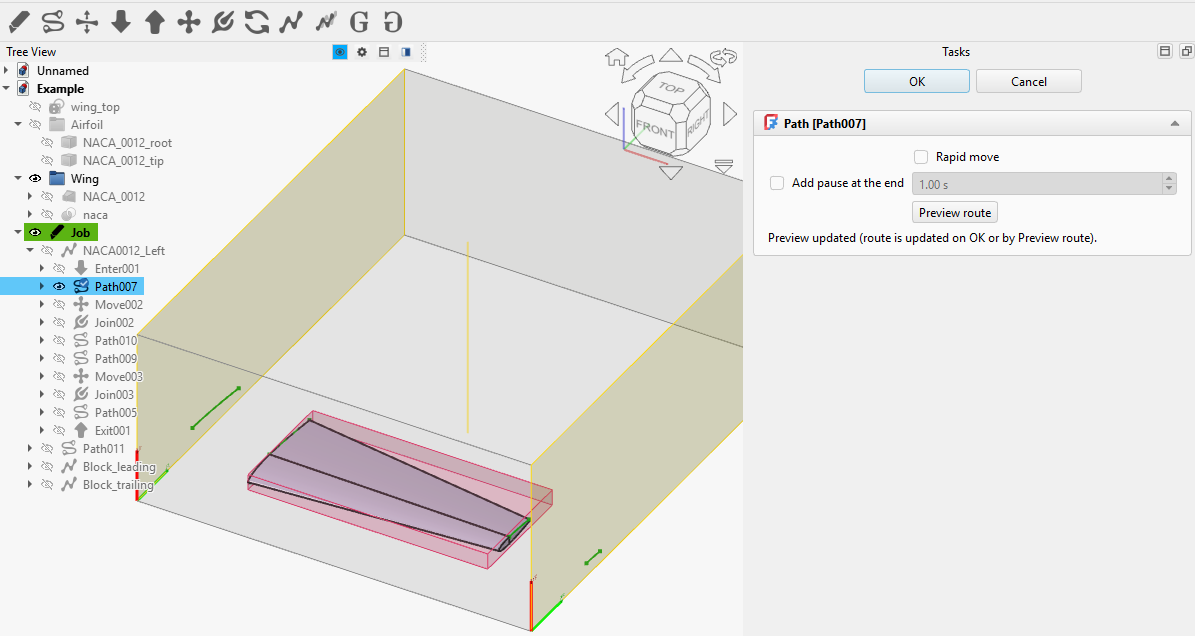 G G
Tree View
Tasks
Unnamed
Example
OK
Cancel
wing_top
Airfoil
TOP
FRONT
RIGHT
NACA_0012_root
Path [Path007]
NACA_0012_tip
Rapid move
Wing
Add pause at the end
1.00 s
NACA_0012
Preview route
naca
Job
Preview updated (route is updated on OK or by Preview route).
NACA0012_Left
Enter001
Path007
Move002
Join002
Path010
Path009
Move003
Join003
Path005
Exit001
Path011
Block_leading
Block_trailing